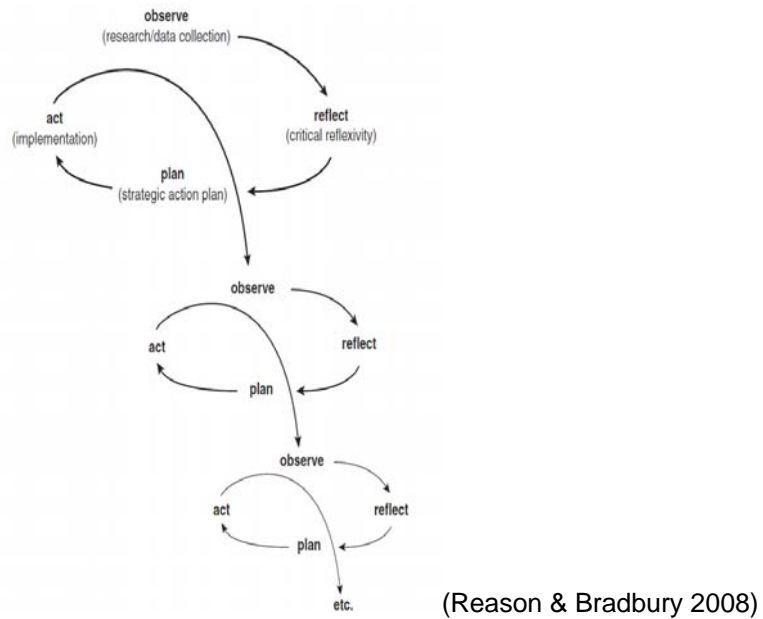 observe
(research/data collection)
reflect
(critical reflexivity)
act
(implementation)
plan
(strategic action plan)
observe
reflect
act
plan
observe
reflect
act
plan
etc.
(Reason & Bradbury 2008)